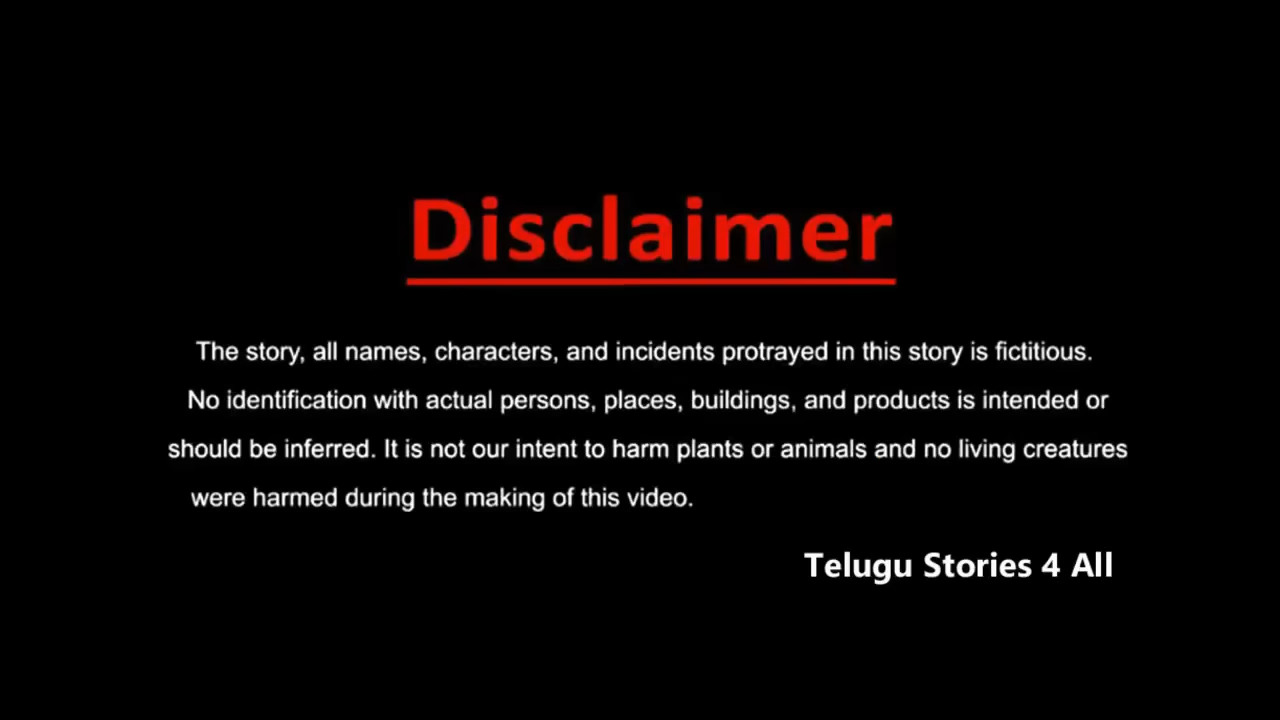 Disclaimer
The story, all names, characters, and incidents protrayed in this story is fictitious.
No identification with actual persons, places, buildings, and products is intended or
should be inferred. It is not our intent to harm plants or animals and no living creatures
were harmed during the making of this video.
Telugu Stories 4 All